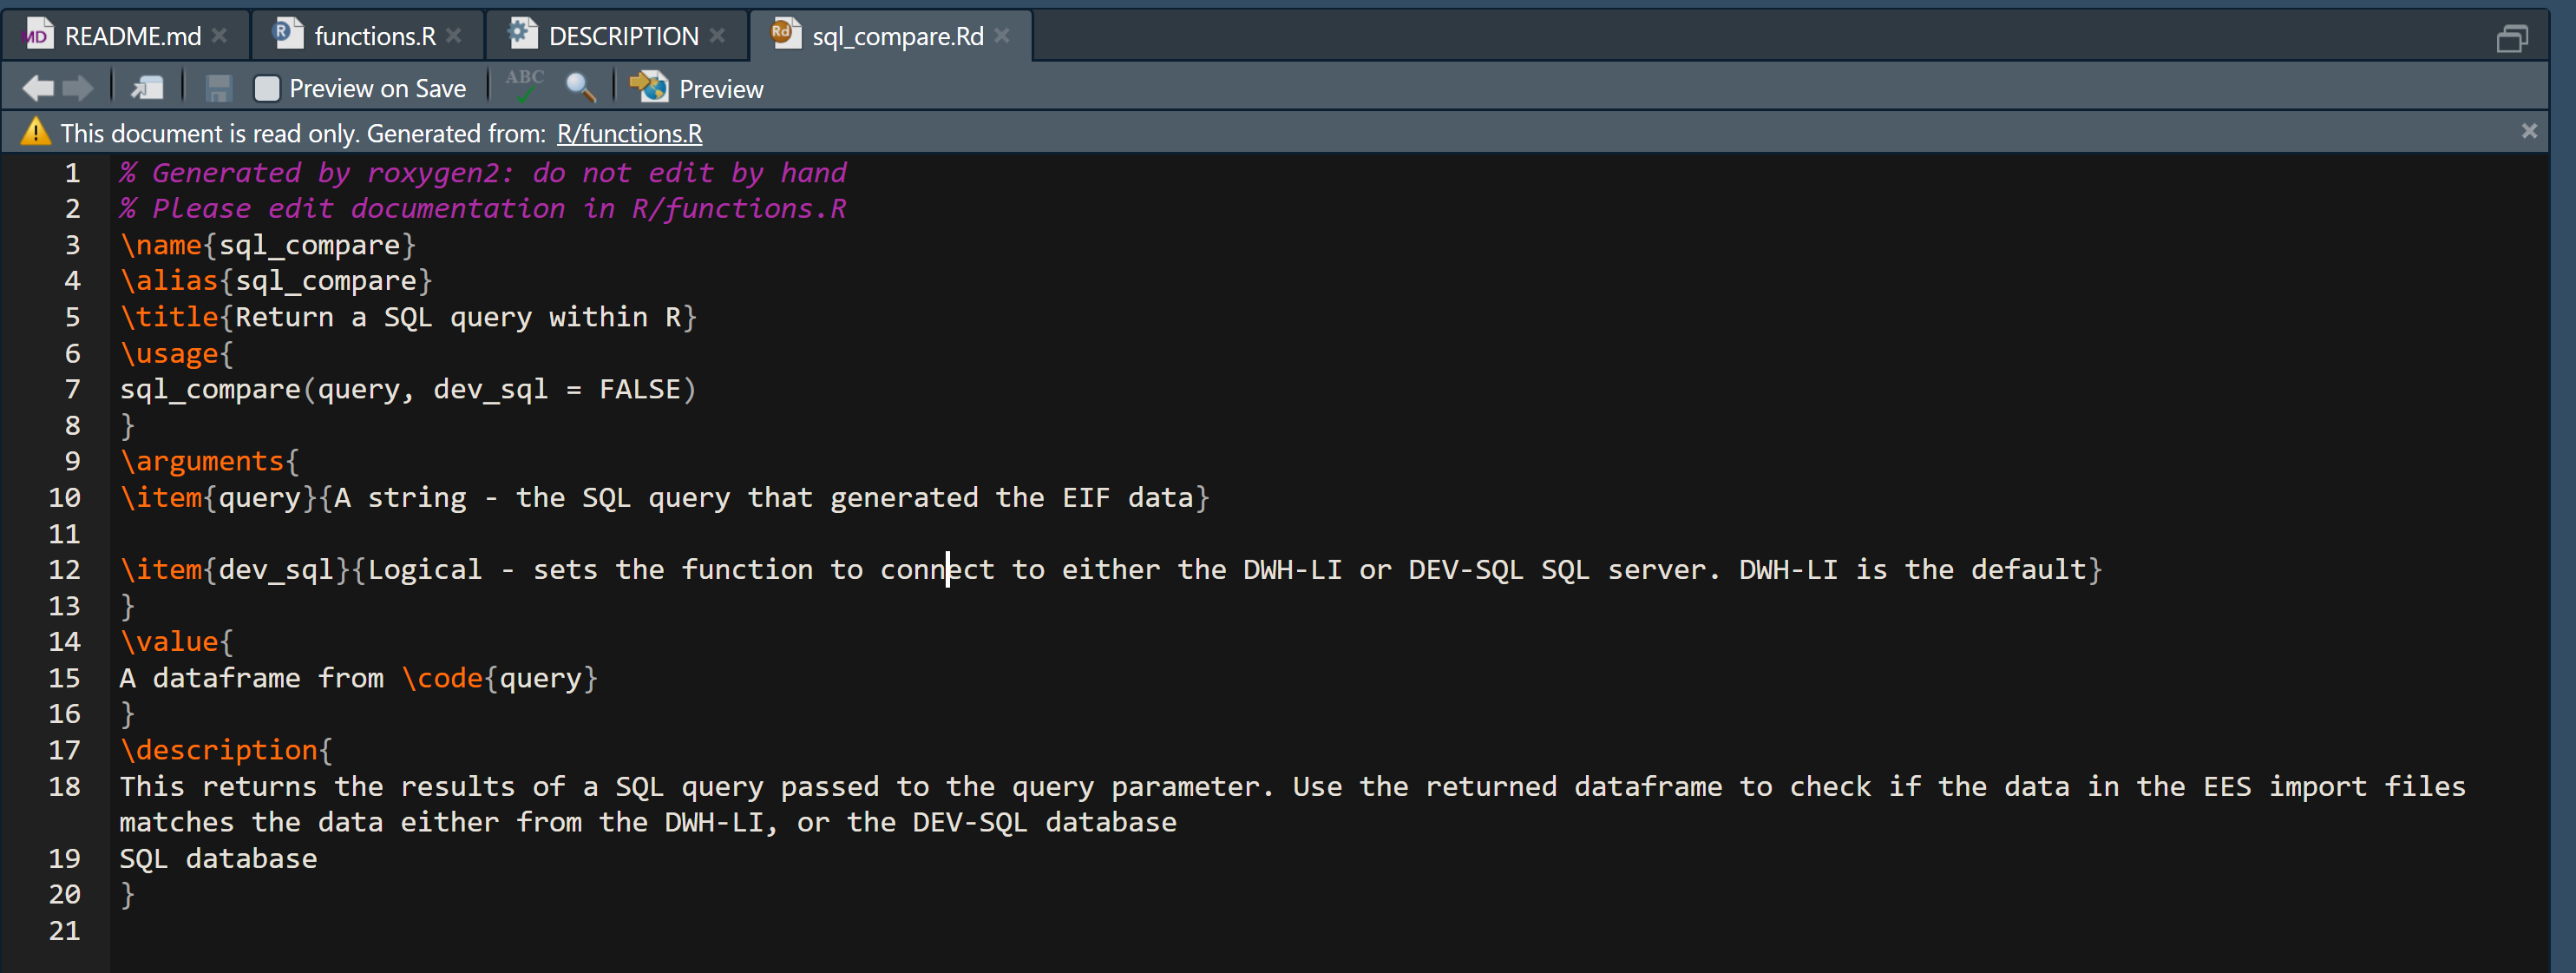 MD README.md
R functions.R
DESCRIPTION
Rd sql_compare.Rd
Preview on Save ABC Preview
This document is read only. Generated from: R/functions.R
1 % Generated by roxygen2: do not edit by hand
2 % Please edit documentation in R/functions.R
3 \name{sql_compare}
4 \alias{sql_compare}
5 \title{Return a SQL query within R}
6 \usage{
7 sql_compare(query, dev_sql = FALSE)
8 }
9 \arguments{
10 \item{query}{A string - the SQL query that generated the EIF data}
11
12 \item{dev_sql}{Logical - sets the function to connect to either the DWH-LI or DEV-SQL SQL server. DWH-LI is the default}
13 }
14 \value{
15 A dataframe from \code{query}
16 }
17 \description{
18 This returns the results of a SQL query passed to the query parameter. Use the returned dataframe to check if the data in the EES import files
matches the data either from the DWH-LI, or the DEV-SQL database
19 SQL database
20 }
21